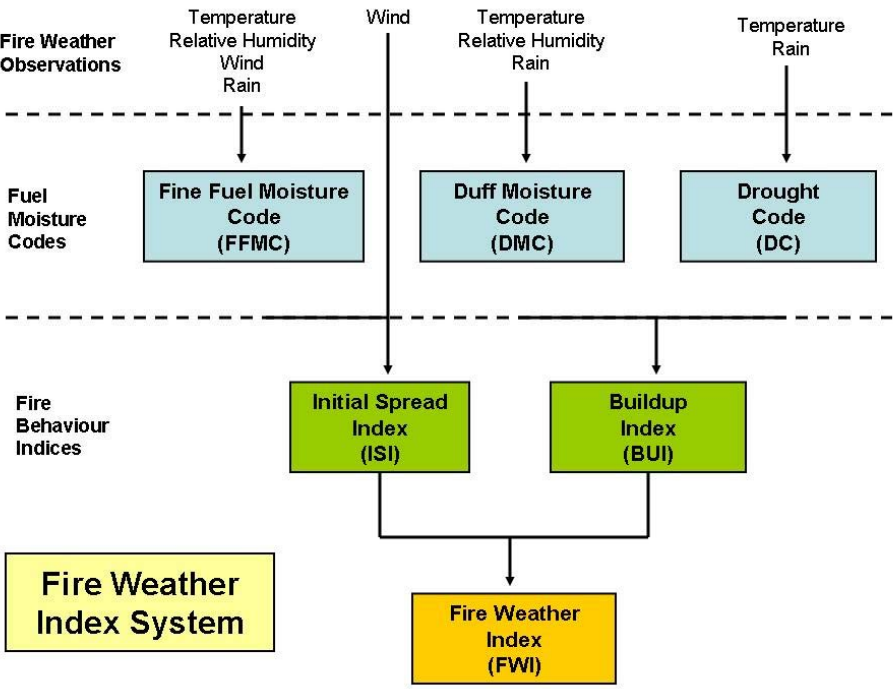 Fire Weather
Observations
Temperature
Relative Humidity
Wind
Rain
Wind
Temperature
Relative Humidity
Rain
Temperature
Rain
Fuel
Moisture
Codes
Fine Fuel Moisture
Code
(FFMC)
Duff Moisture
Code
(DMC)
Drought
Code
(DC)
Fire
Behaviour
Indices
Initial Spread
Index
(ISI)
Buildup
Index
(BUI)
Fire Weather
Index System
Fire Weather
Index
(FWI)